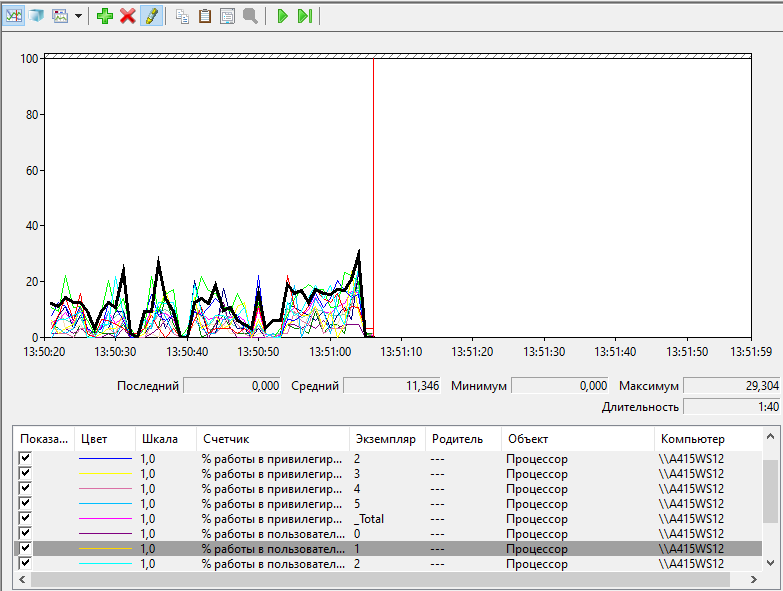 100
80
60
40
20
0
13:50:20 13:50:30 13:50:40 13:50:50 13:51:00 13:51:10 13:51:20 13:51:30 13:51:40 13:51:50 13:51:59
Последний 0,000 Средний 11,346 Минимум 0,000 Максимум 29,304
Длительность 1:40
Показа... Цвет Шкала Счетчик Экземпляр Родитель Объект Компьютер
1,0 % работы в привилегир... 2 --- Процессор \\A415WS12
1,0 % работы в привилегир... 3 --- Процессор \\A415WS12
1,0 % работы в привилегир... 4 --- Процессор \\A415WS12
1,0 % работы в привилегир... 5 --- Процессор \\A415WS12
1,0 % работы в привилегир... _Total --- Процессор \\A415WS12
1,0 % работы в пользовател... 0 --- Процессор \\A415WS12
1,0 % работы в пользовател... 1 --- Процессор \\A415WS12
1,0 % работы в пользовател... 2 --- Процессор \\A415WS12